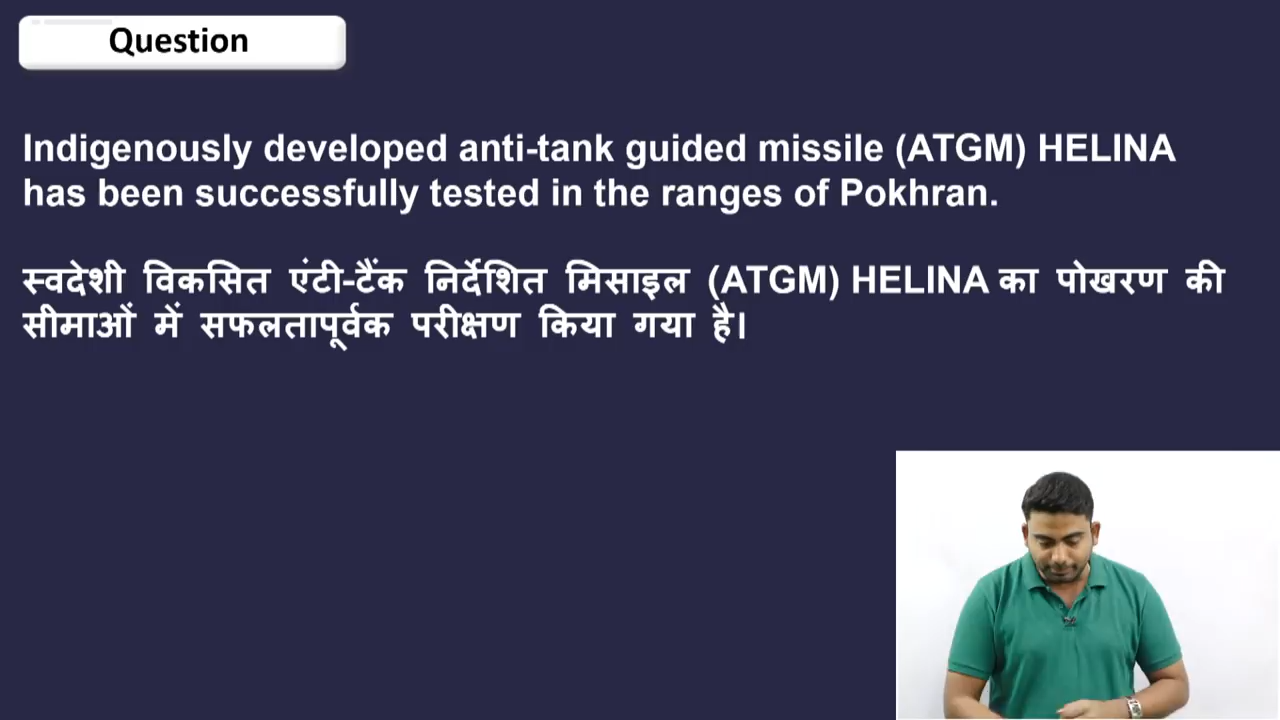 Question
Indigenously developed anti-tank guided missile (ATGM) HELINA
has been successfully tested in the ranges of Pokhran.
स्वदेशी विकसित एंटी-टैंक निर्देशित मिसाइल (ATGM) HELINA का पोखरण की
सीमाओं में सफलतापूर्वक परीक्षण किया गया है।